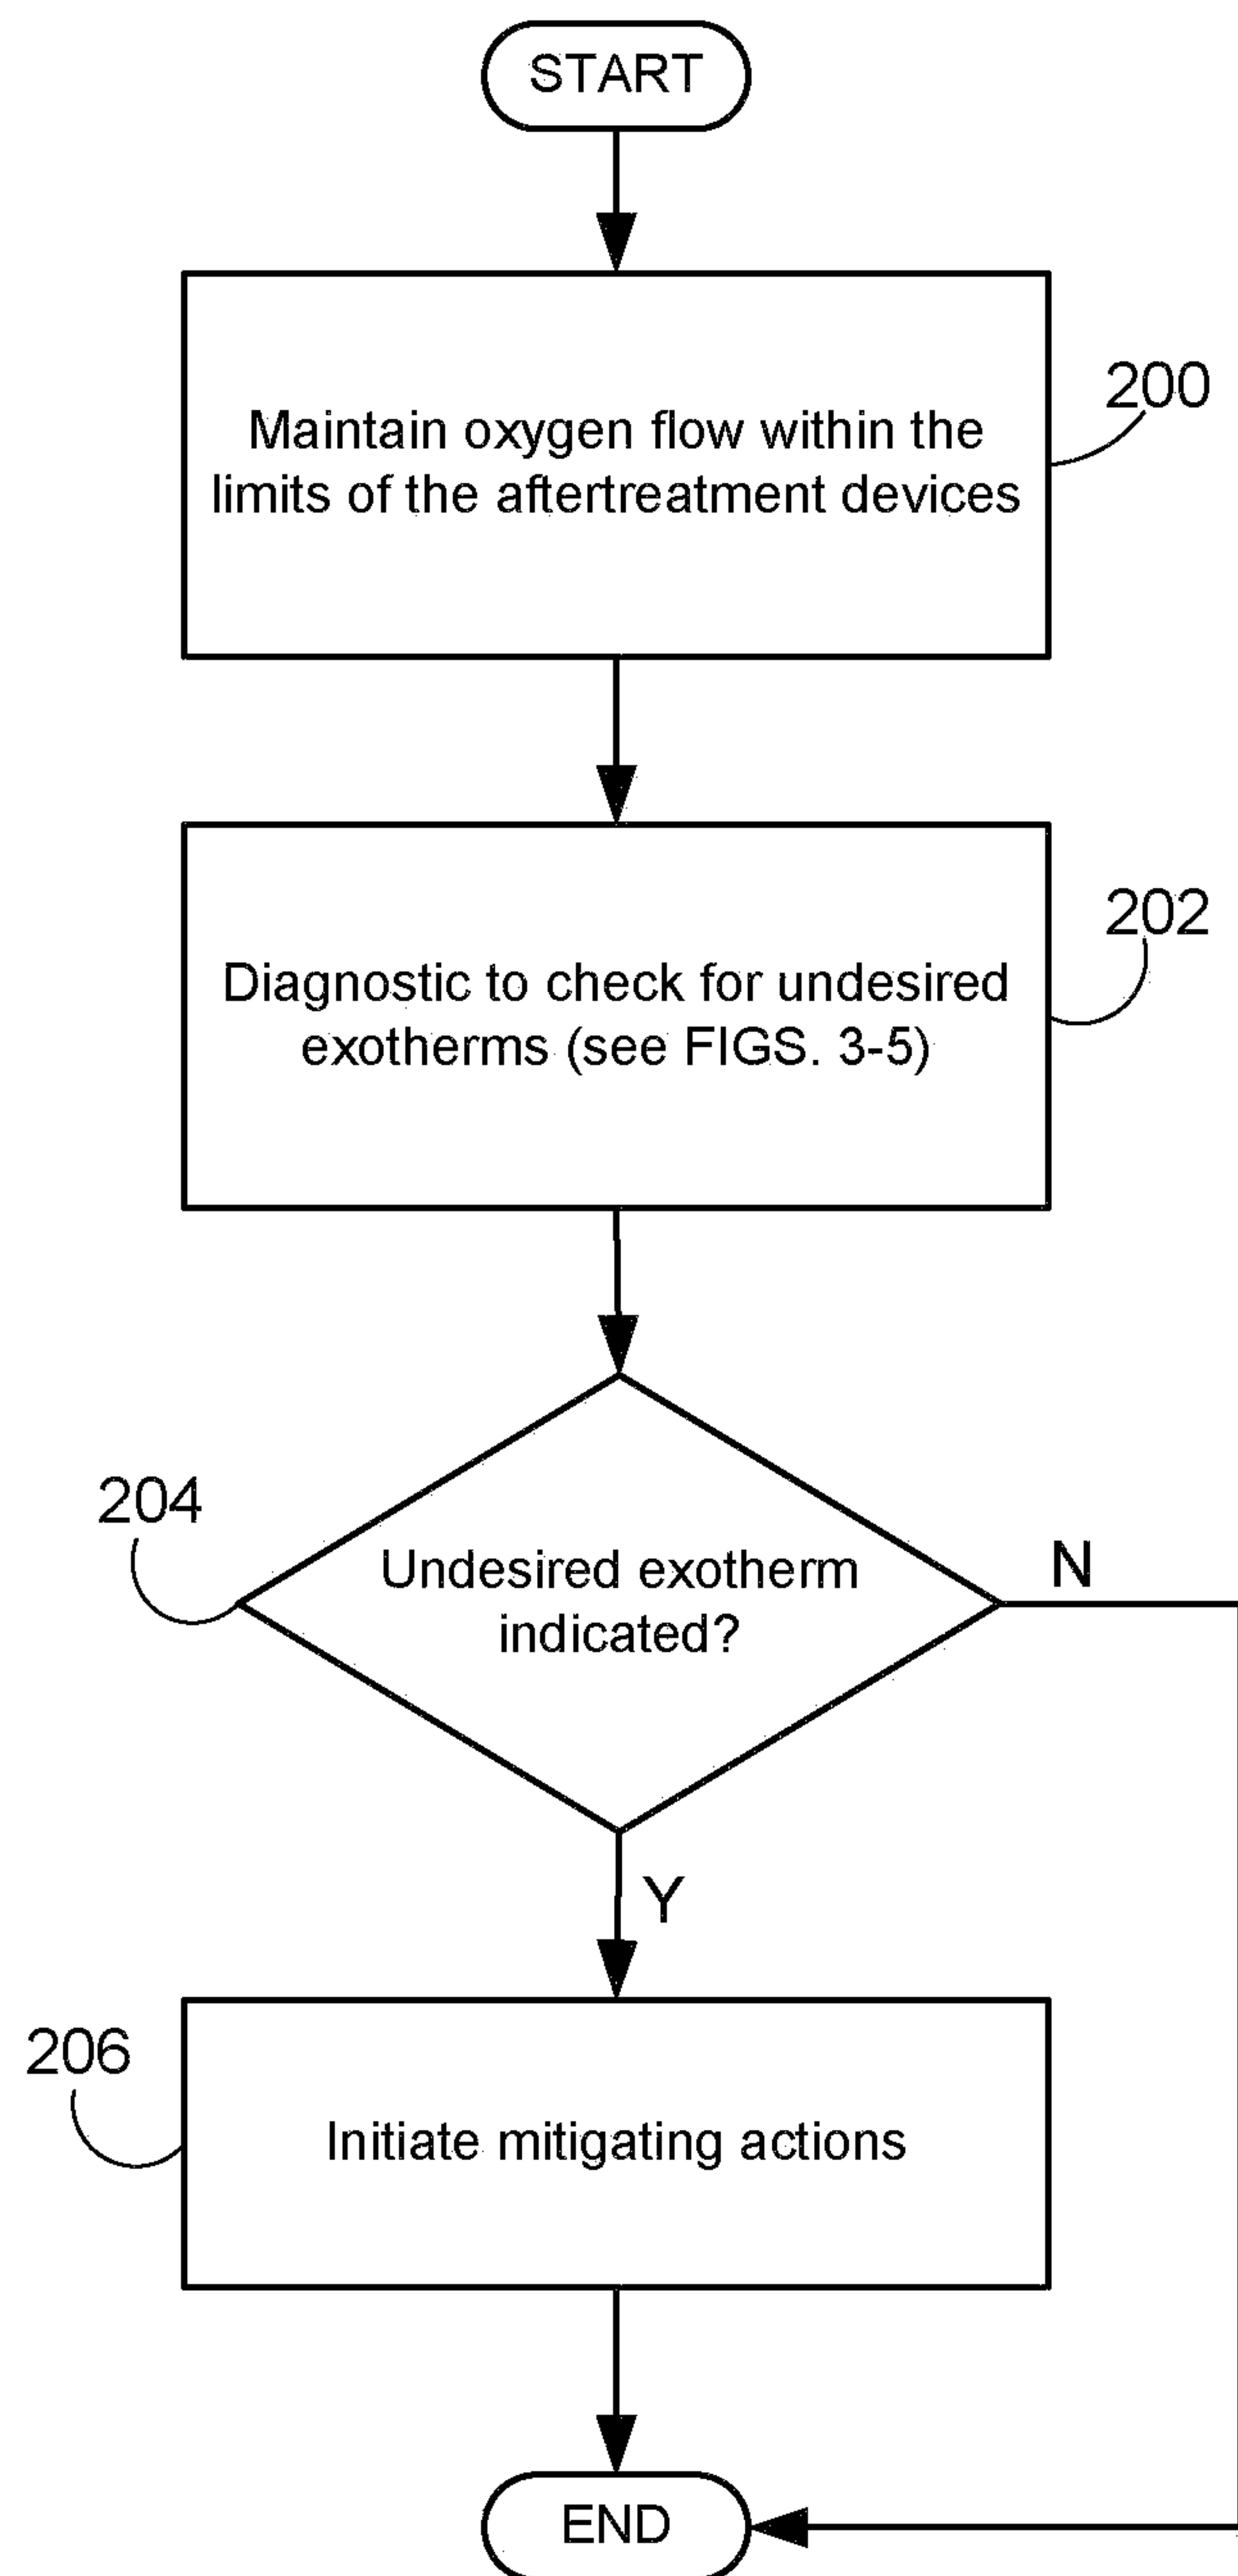 START
Maintain oxygen flow within the
limits of the aftertreatment devices
200
Diagnostic to check for undesired
exotherms (see FIGS. 3-5)
202
204
Undesired exotherm
indicated?
N
Y
206
Initiate mitigating actions
END